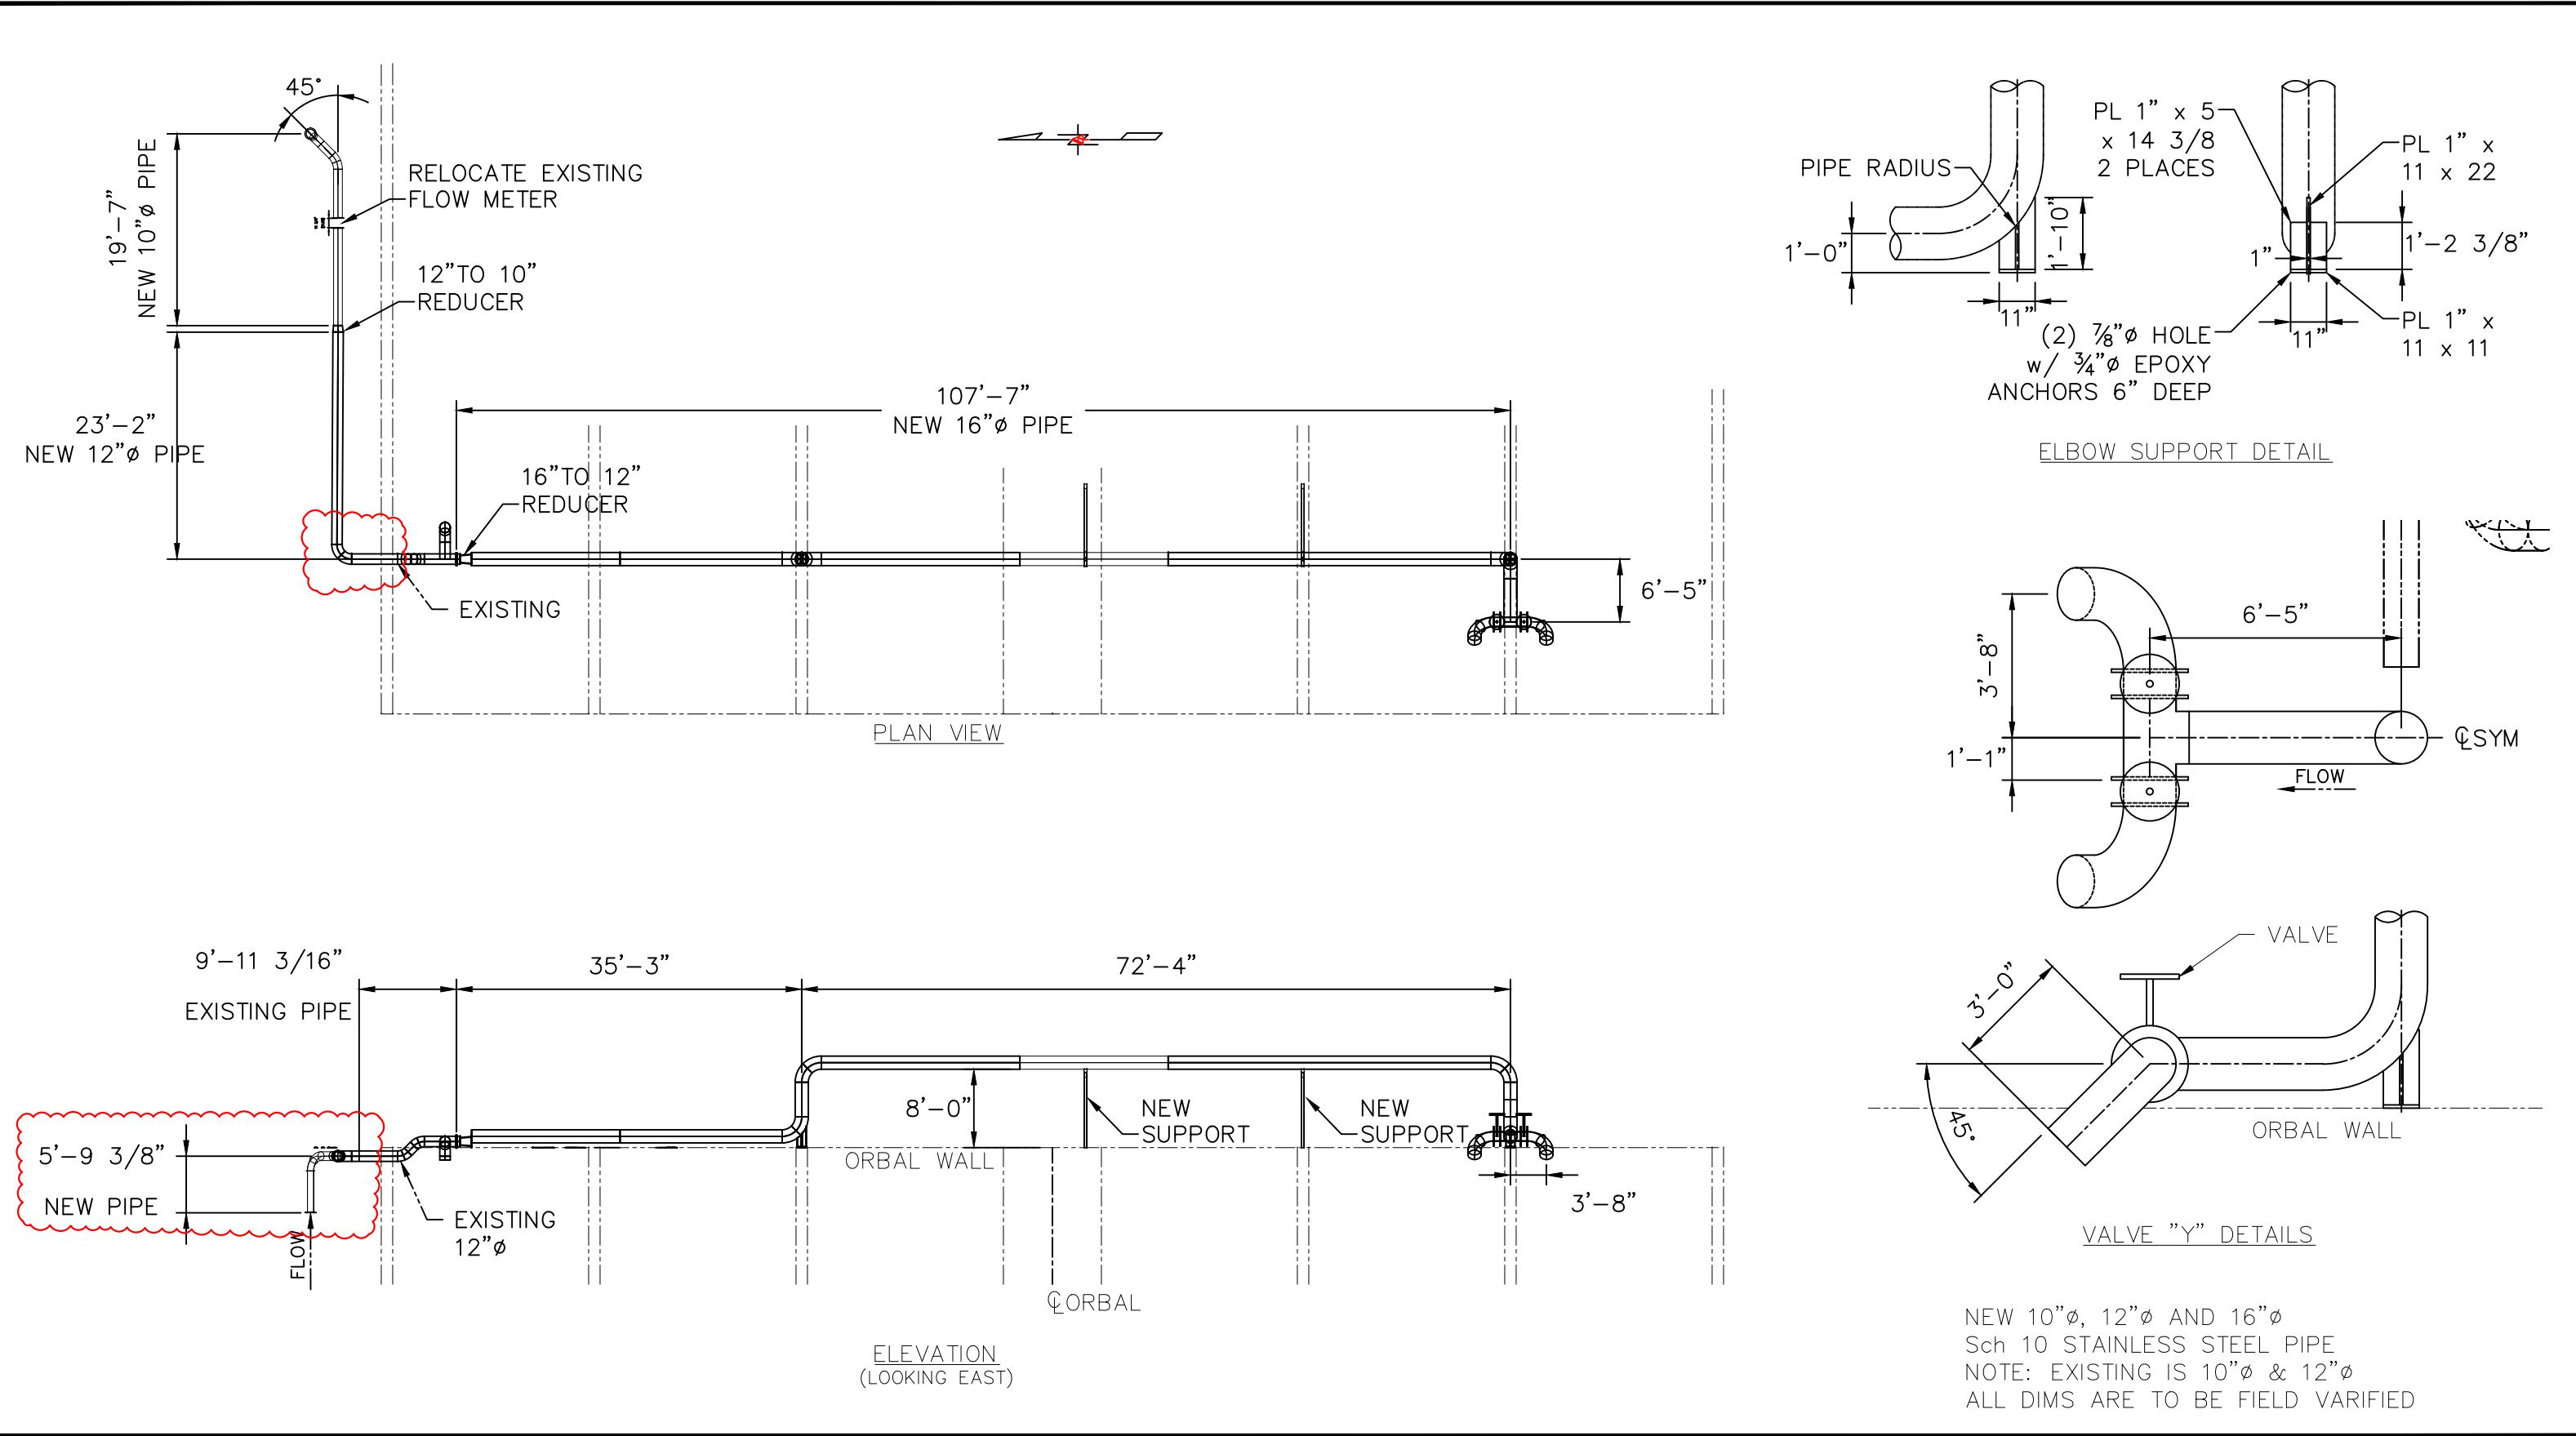 45°
19'-7"
NEW 10"ø PIPE
RELOCATE EXISTING
FLOW METER
12"TO 10"
REDUCER
23'-2"
NEW 12"ø PIPE
107'-7"
NEW 16"ø PIPE
16"TO 12"
REDUCER
EXISTING
6'-5"
PLAN VIEW
9'-11 3/16"
EXISTING PIPE
35'-3"
72'-4"
5'-9 3/8"
NEW PIPE
FLOW
EXISTING
12"ø
8'-0"
ORBAL WALL
NEW
SUPPORT
NEW
SUPPORT
3'-8"
℄ORBAL
ELEVATION
(LOOKING EAST)
PIPE RADIUS
1'-0"
1'-10"
11"
PL 1" x 5
x 14 3/8
2 PLACES
PL 1" x
11 x 22
1"
1'-2 3/8"
11"
PL 1" x
11 x 11
(2) ⅞"ø HOLE
w/ ¾"ø EPOXY
ANCHORS 6" DEEP
ELBOW SUPPORT DETAIL
6'-5"
3'-8"
1'-1"
℄SYM
FLOW
VALVE
3'-0"
45°
ORBAL WALL
VALVE "Y" DETAILS
NEW 10"ø, 12"ø AND 16"ø
Sch 10 STAINLESS STEEL PIPE
NOTE: EXISTING IS 10"ø & 12"ø
ALL DIMS ARE TO BE FIELD VARIFIED